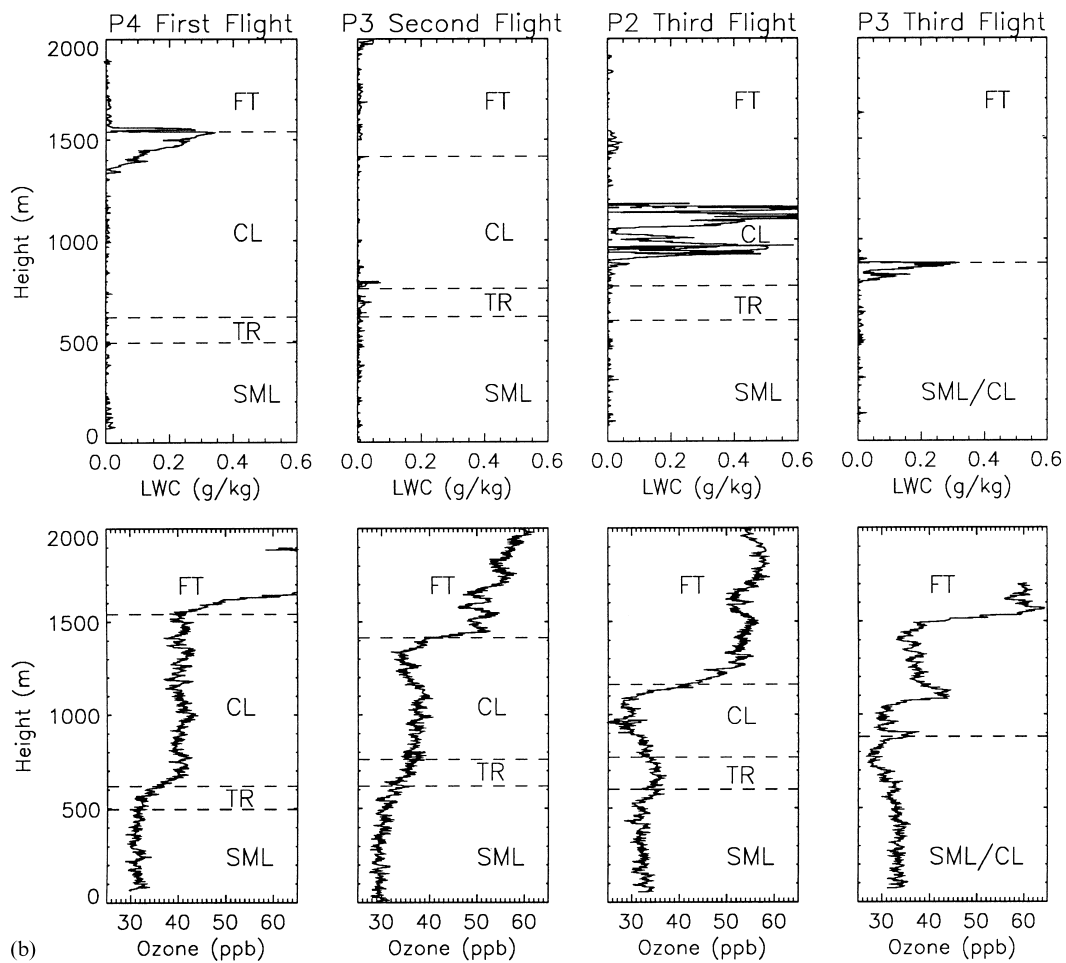 P4 First Flight P3 Second Flight P2 Third Flight P3 Third Flight
2000
FT FT FT FT
1500
CL CL CL
1000
TR TR TR
500
SML SML SML SML/CL
0
Height (m)
0.0 0.2 0.4 0.6 0.0 0.2 0.4 0.6 0.0 0.2 0.4 0.6 0.0 0.2 0.4 0.6
LWC (g/kg) LWC (g/kg) LWC (g/kg) LWC (g/kg)
2000
FT FT FT FT
1500
CL CL CL
1000
TR TR TR
500
SML SML SML SML/CL
0
Height (m)
30 40 50 60 30 40 50 60 30 40 50 60 30 40 50 60
(b) Ozone (ppb) Ozone (ppb) Ozone (ppb) Ozone (ppb)